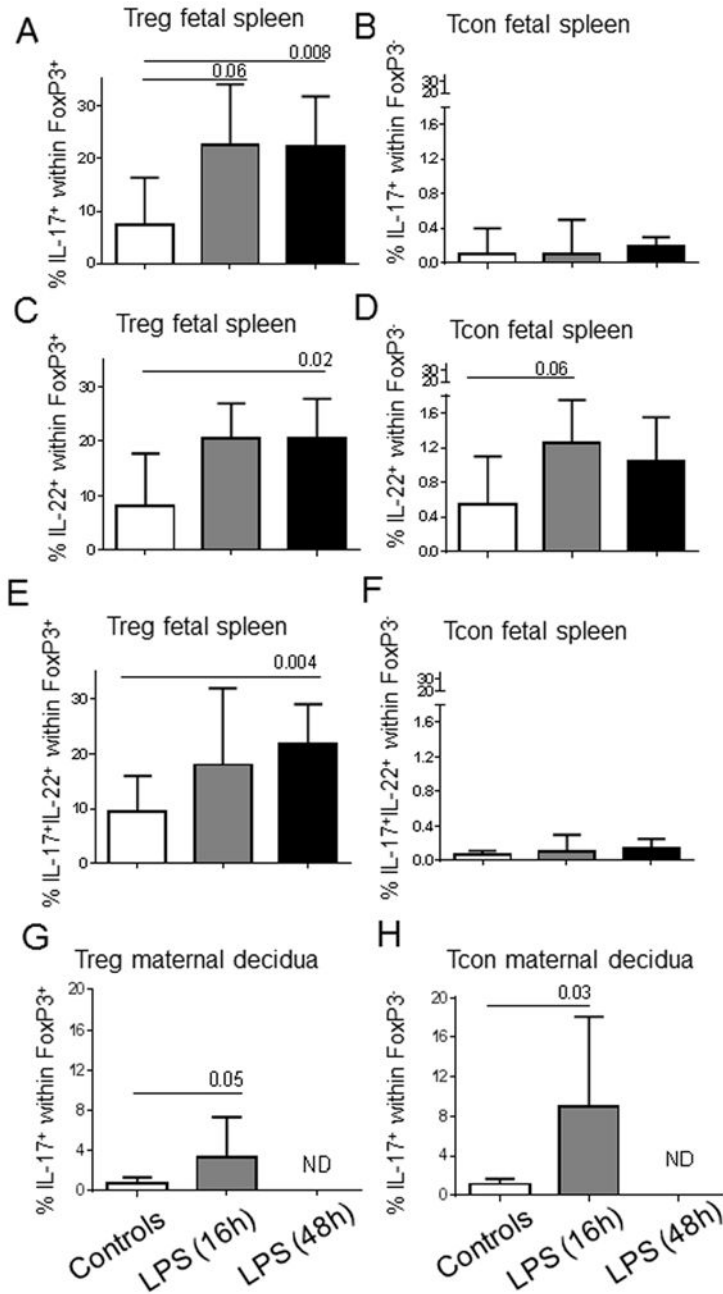 A
Treg fetal spleen
0.008
0.06
% IL-17+ within FoxP3+
30
20
10
0
B
Tcon fetal spleen
% IL-17+ within FoxP3-
30
20
1.6
1.2
0.8
0.4
0.0
C
Treg fetal spleen
0.02
% IL-22+ within FoxP3+
30
20
10
0
D
Tcon fetal spleen
0.06
% IL-22+ within FoxP3-
30
20
1.6
1.2
0.8
0.4
0.0
E
Treg fetal spleen
0.004
% IL-17+IL-22+ within FoxP3+
30
20
10
0
F
Tcon fetal spleen
% IL-17+IL-22+ within FoxP3-
30
20
1.6
1.2
0.8
0.4
0.0
G
Treg maternal decidua
0.05
ND
% IL-17+ within FoxP3+
20
16
12
8
4
0
Controls
LPS (16h)
LPS (48h)
H
Tcon maternal decidua
0.03
ND
% IL-17+ within FoxP3-
20
16
12
8
4
0
Controls
LPS (16h)
LPS (48h)